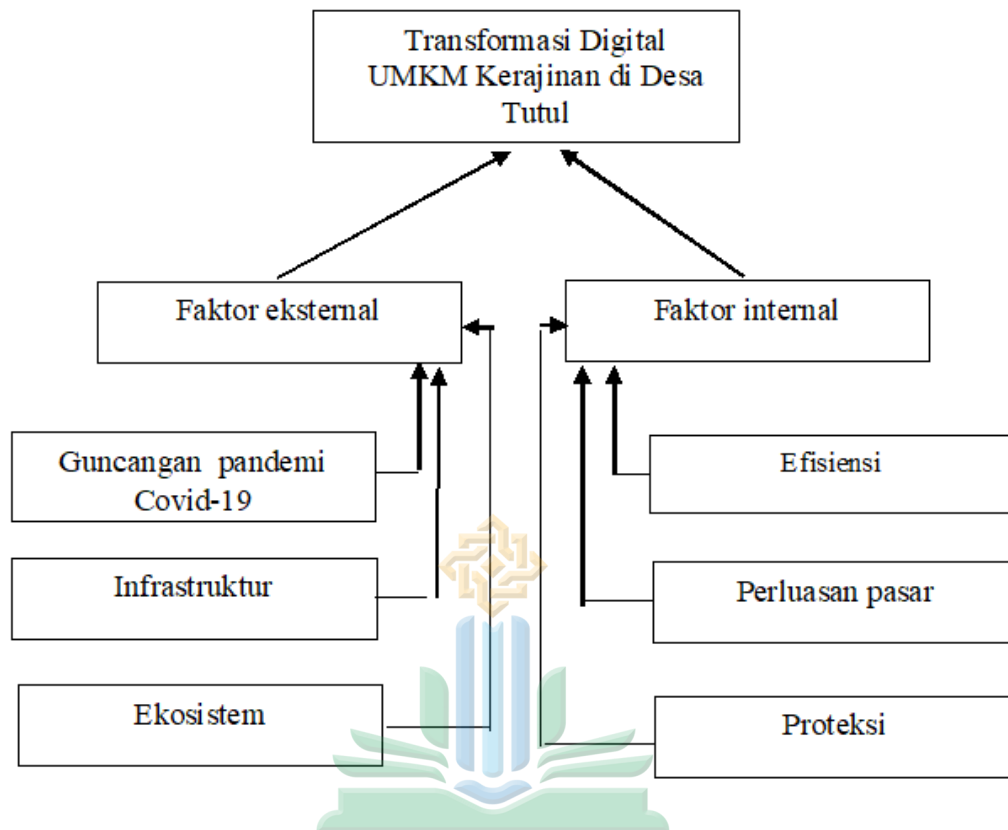 Transformasi Digital
UMKM Kerajinan di Desa
Tutul
Faktor eksternal
Faktor internal
Guncangan pandemi
Covid-19
Efisiensi
Infrastruktur
Perluasan pasar
Ekosistem
Proteksi